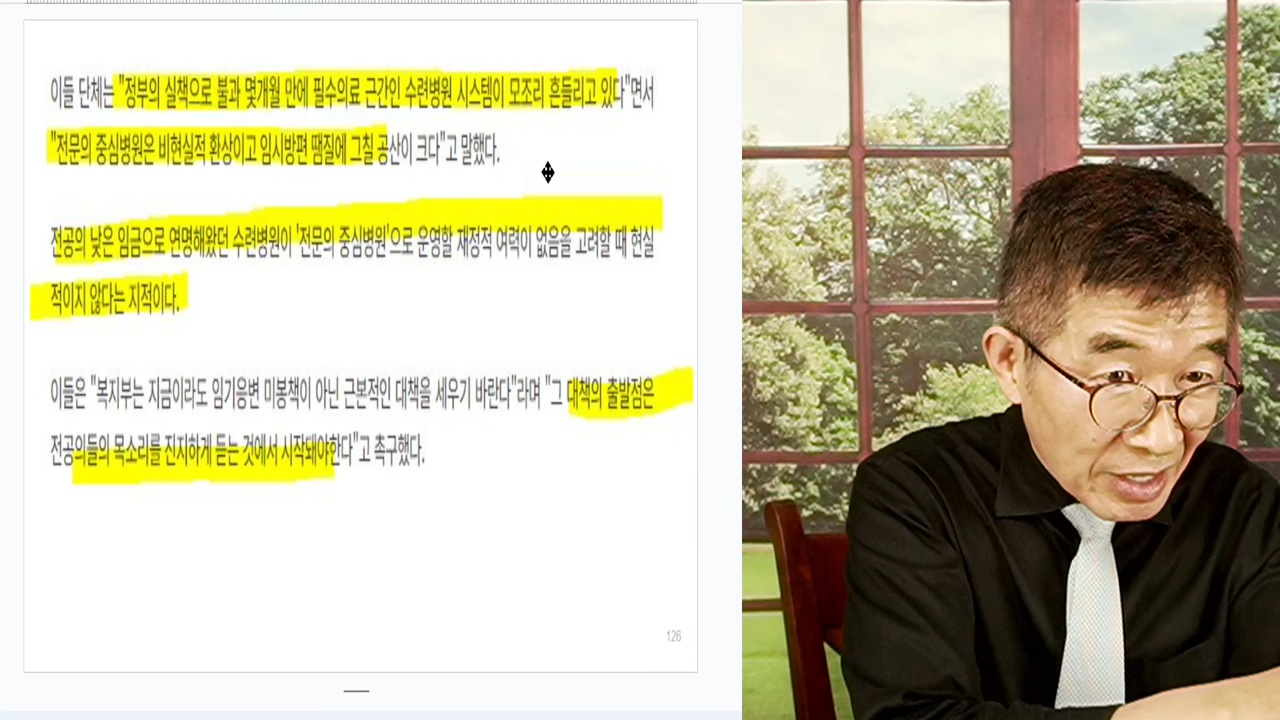 이들 단체는 "정부의 실책으로 불과 몇개월 만에 필수의료 근간인 수련병원 시스템이 모조리 흔들리고 있다"면서
"전문의 중심병원은 비현실적 환상이고 임시방편 땜질에 그칠 공산이 크다"고 말했다.
전공의 낮은 임금으로 연명해왔던 수련병원이 '전문의 중심병원'으로 운영할 재정적 여력이 없음을 고려할 때 현실
적이지 않다는 지적이다.
이들은 "복지부는 지금이라도 임기응변 미봉책이 아닌 근본적인 대책을 세우기 바란다"라며 "그 대책의 출발점은
전공의들의 목소리를 진지하게 듣는 것에서 시작돼야한다"고 촉구했다.
126